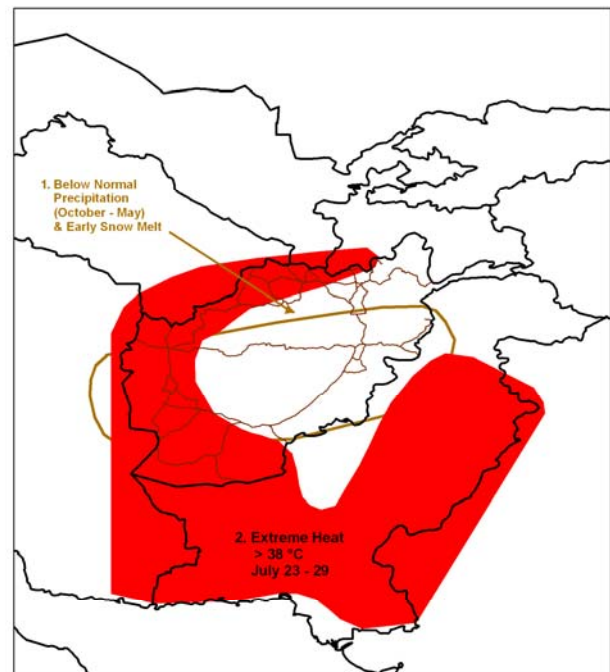 1. Below Normal
Precipitation
(October - May)
& Early Snow Melt
2. Extreme Heat
> 38 °C
July 23 - 29